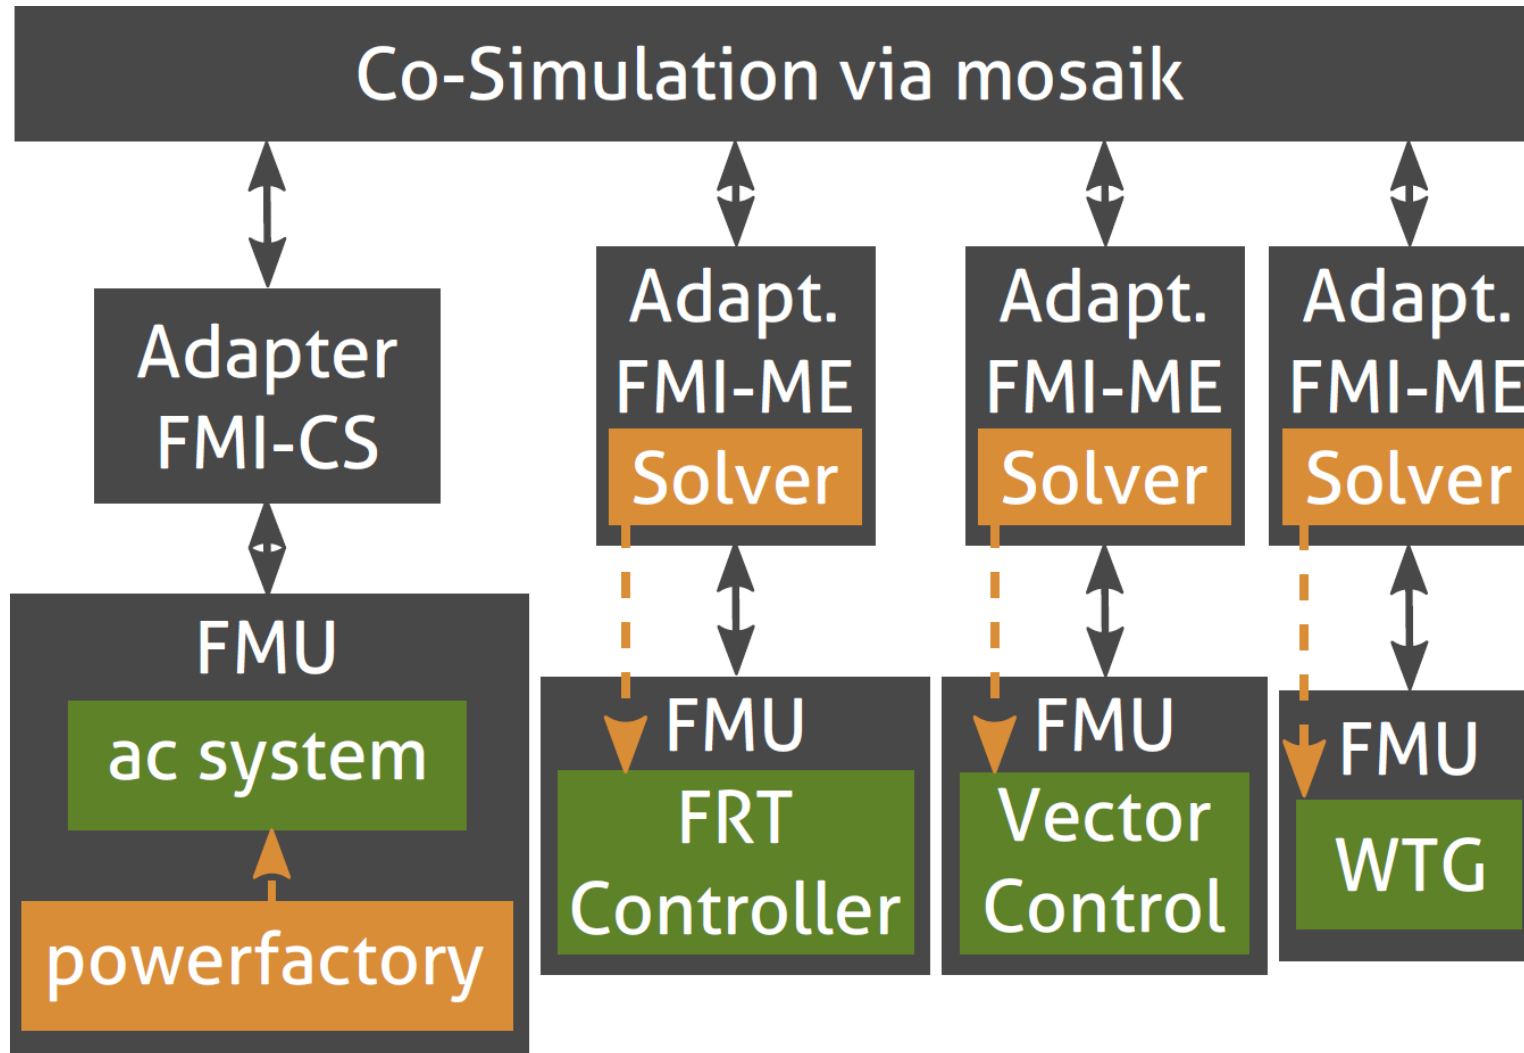 Co-Simulation via mosaik
Adapter
FMI-CS
FMU
ac system
powerfactory
Adapt.
FMI-ME
Solver
FMU
FRT
Controller
Adapt.
FMI-ME
Solver
FMU
Vector
Control
Adapt.
FMI-ME
Solver
FMU
WTG